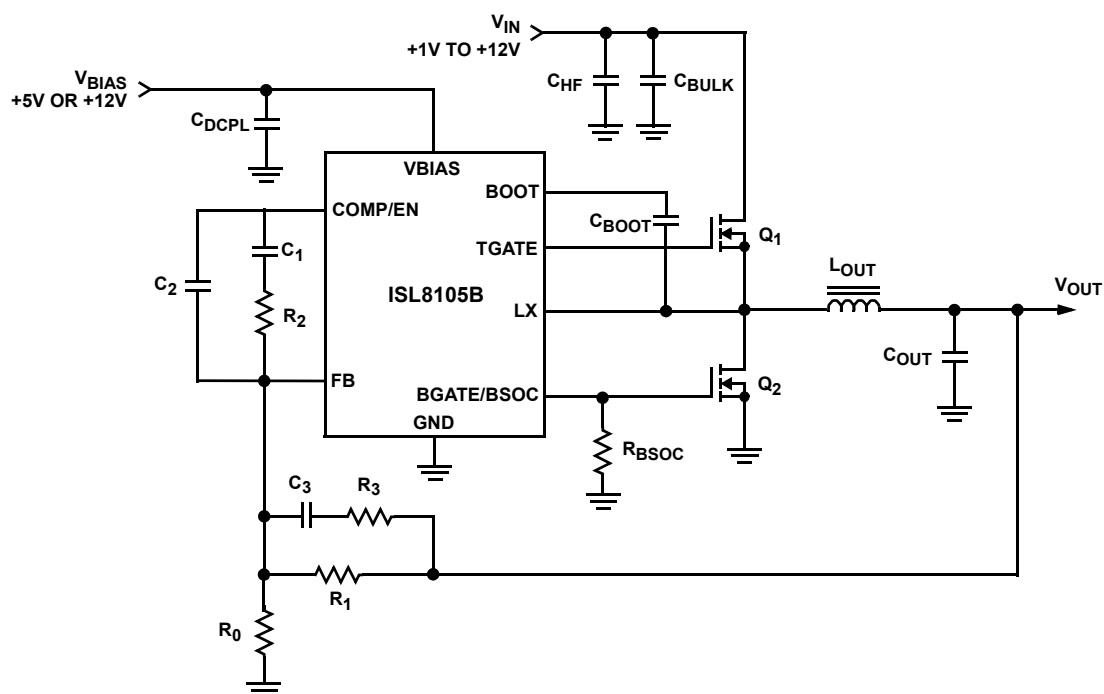 VIN
+1V TO +12V
VBIAS
+5V OR +12V
CHF
CBULK
CDCPL
VBIAS
BOOT
COMP/EN
CBOOT
TGATE
Q1
C1
C2
LOUT
ISL8105B
LX
VOUT
R2
COUT
FB
BGATE/BSOC
Q2
GND
RBSOC
C3
R3
R1
R0